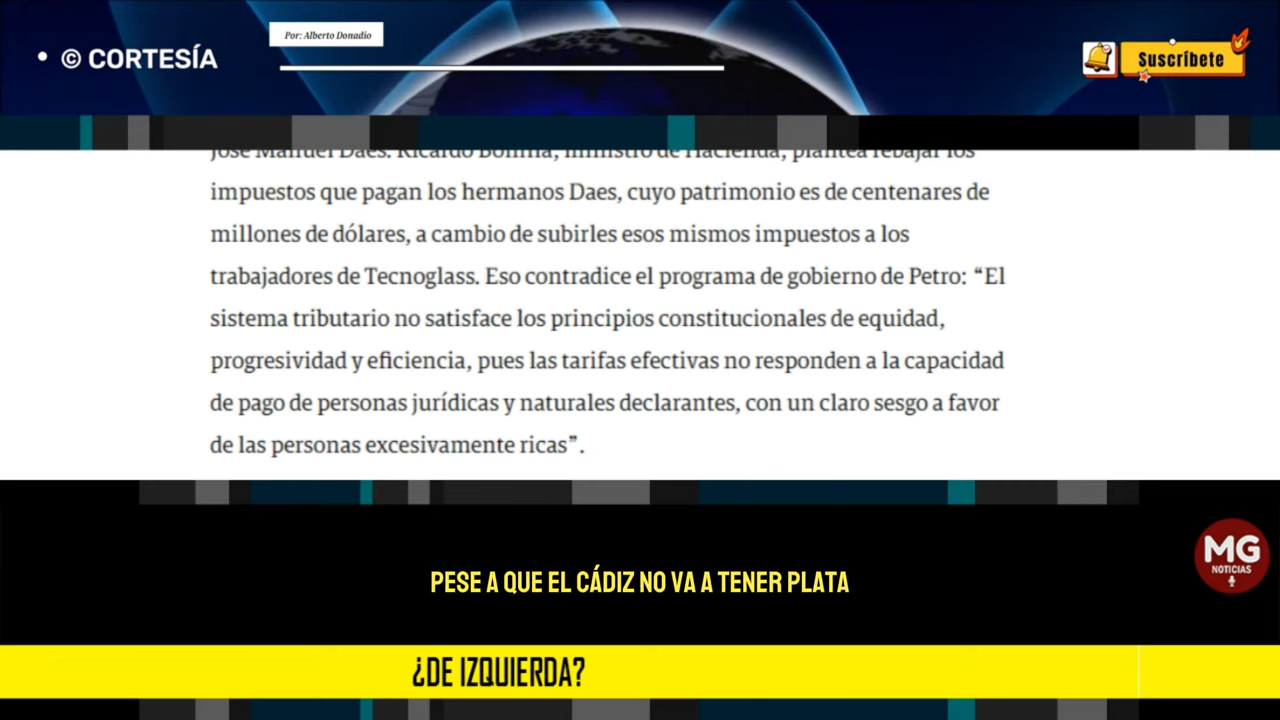 Por: Alberto Donadio
• © CORTESÍA
Suscríbete
José Manuel Daes. Ricardo Bonilla, ministro de Hacienda, plantea rebajar los
impuestos que pagan los hermanos Daes, cuyo patrimonio es de centenares de
millones de dólares, a cambio de subirles esos mismos impuestos a los
trabajadores de Tecnoglass. Eso contradice el programa de gobierno de Petro: “El
sistema tributario no satisface los principios constitucionales de equidad,
progresividad y eficiencia, pues las tarifas efectivas no responden a la capacidad
de pago de personas jurídicas y naturales declarantes, con un claro sesgo a favor
de las personas excesivamente ricas”.
MG
NOTICIAS
PESE A QUE EL CÁDIZ NO VA A TENER PLATA
¿DE IZQUIERDA?